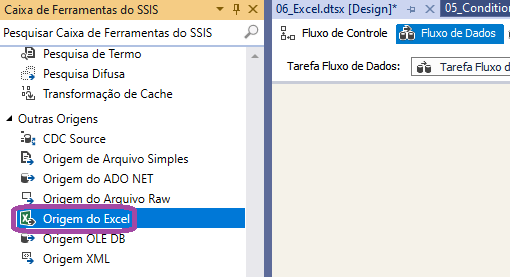 Caixa de Ferramentas do SSIS
Pesquisar Caixa de Ferramentas do SSIS
Pesquisa de Termo
Pesquisa Difusa
Transformação de Cache
Outras Origens
CDC Source
Origem de Arquivo Simples
Origem do ADO NET
Origem do Arquivo Raw
Origem do Excel
Origem OLE DB
Origem XML
06_Excel.dtsx [Design]* 05_Condition
Fluxo de Controle Fluxo de Dados
Tarefa Fluxo de Dados: Tarefa Fluxo d